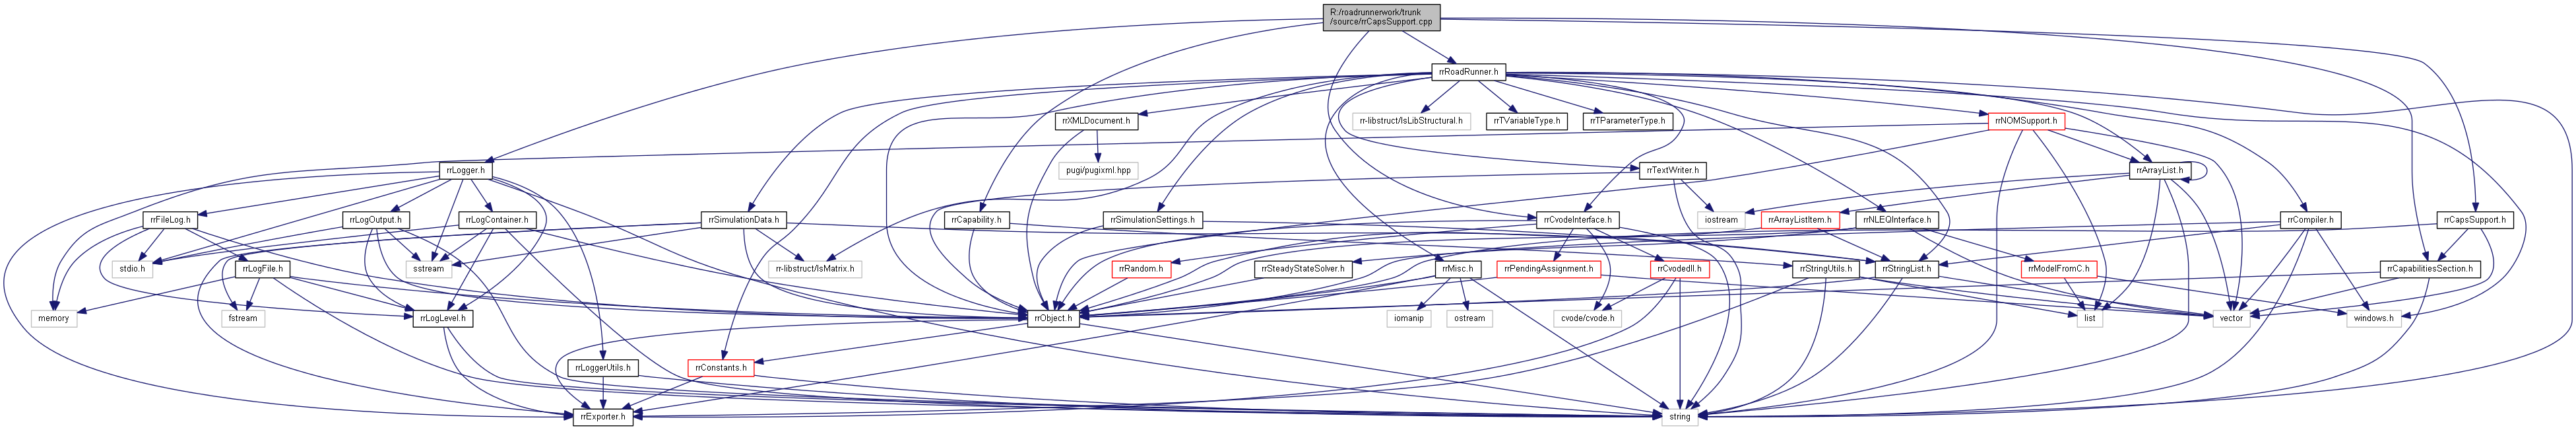 R:/roadrunnerwork/trunk
/source/rrCapsSupport.cpp
rrRoadRunner.h
rrXMLDocument.h
rr-libstruct/lsLibStructural.h
rrTVariableType.h
rrTParameterType.h
rrNOMSupport.h
rrLogger.h
pugi/pugixml.hpp
rrTextWriter.h
rrArrayList.h
rrFileLog.h
rrLogOutput.h
rrLogContainer.h
rrSimulationData.h
rrCapability.h
rrSimulationSettings.h
rrCvodeInterface.h
iostream
rrArrayListItem.h
rrNLEQInterface.h
rrCompiler.h
rrCapsSupport.h
stdio.h
rrLogFile.h
sstream
rr-libstruct/lsMatrix.h
rrRandom.h
rrSteadyStateSolver.h
rrMisc.h
rrPendingAssignment.h
rrCvodedll.h
rrStringUtils.h
rrStringList.h
rrModelFromC.h
rrCapabilitiesSection.h
memory
fstream
rrLogLevel.h
rrObject.h
iomanip
ostream
cvode/cvode.h
list
vector
windows.h
rrLoggerUtils.h
rrConstants.h
rrExporter.h
string